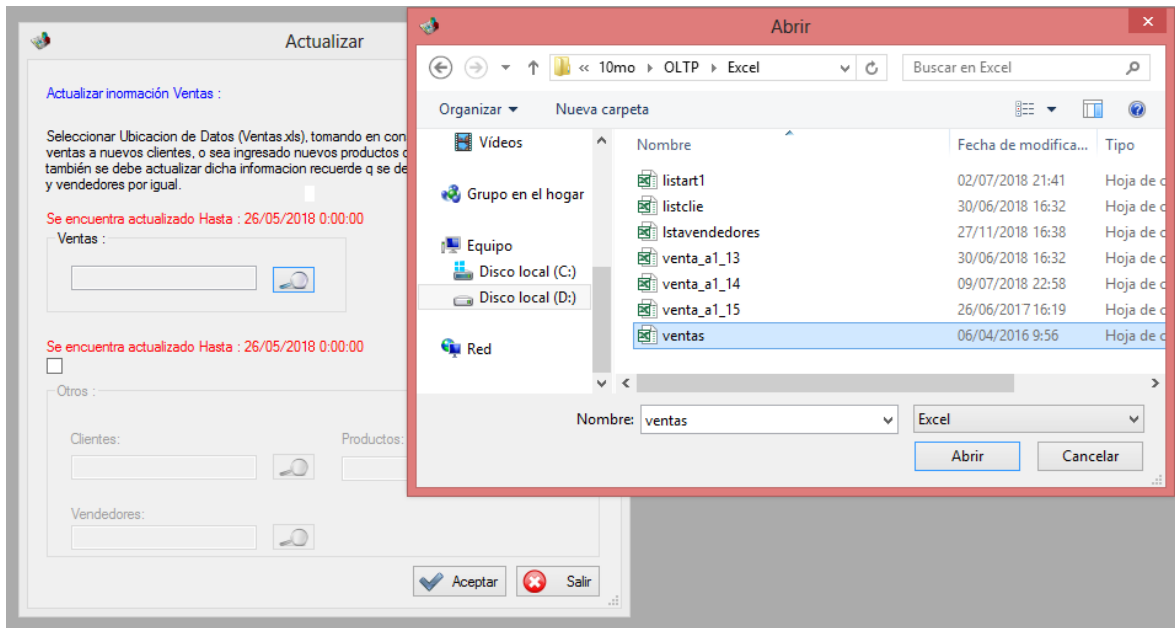 Actualizar
Actualizar inormación Ventas :
Seleccionar Ubicacion de Datos (Ventas.xls), tomando en con
ventas a nuevos clientes, o sea ingresado nuevos productos
también se debe actualizar dicha informacion recuerde q se de
y vendedores por igual.
Se encuentra actualizado Hasta : 26/05/2018 0:00:00
Ventas :
Se encuentra actualizado Hasta : 26/05/2018 0:00:00
Otros :
Clientes:
Productos:
Vendedores:
Aceptar
Salir
Abrir
« 10mo OLTP Excel
Buscar en Excel
Organizar
Nueva carpeta
Vídeos
Grupo en el hogar
Equipo
Disco local (C:)
Disco local (D:)
Red
Nombre Fecha de modifica... Tipo
listart1 02/07/2018 21:41 Hoja de c
listclie 30/06/2018 16:32 Hoja de c
lstavendedores 27/11/2018 16:38 Hoja de c
venta_a1_13 30/06/2018 16:32 Hoja de c
venta_a1_14 09/07/2018 22:58 Hoja de c
venta_a1_15 26/06/2017 16:19 Hoja de c
ventas 06/04/2016 9:56 Hoja de c
Nombre: ventas
Excel
Abrir
Cancelar